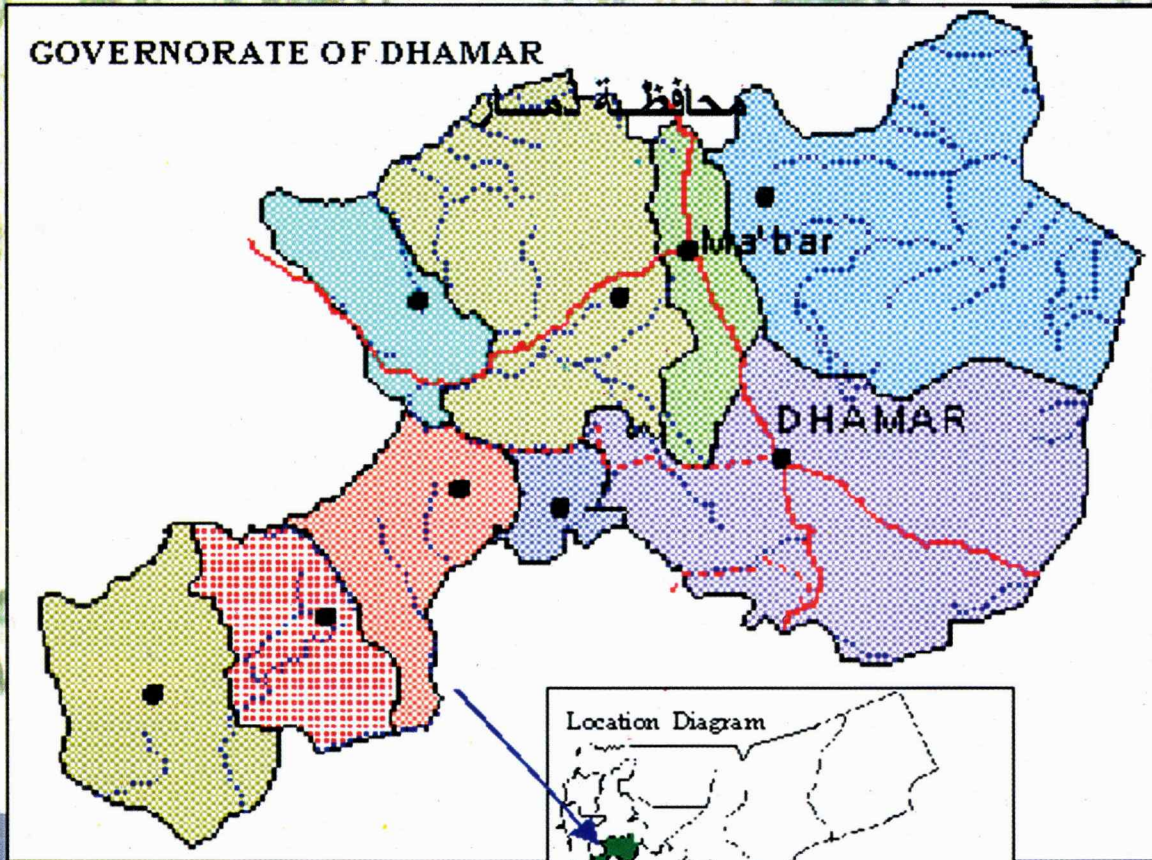 GOVERNORATE OF DHAMAR
محافظة ذمار
Ma'bar
DHAMAR
Location Diagram